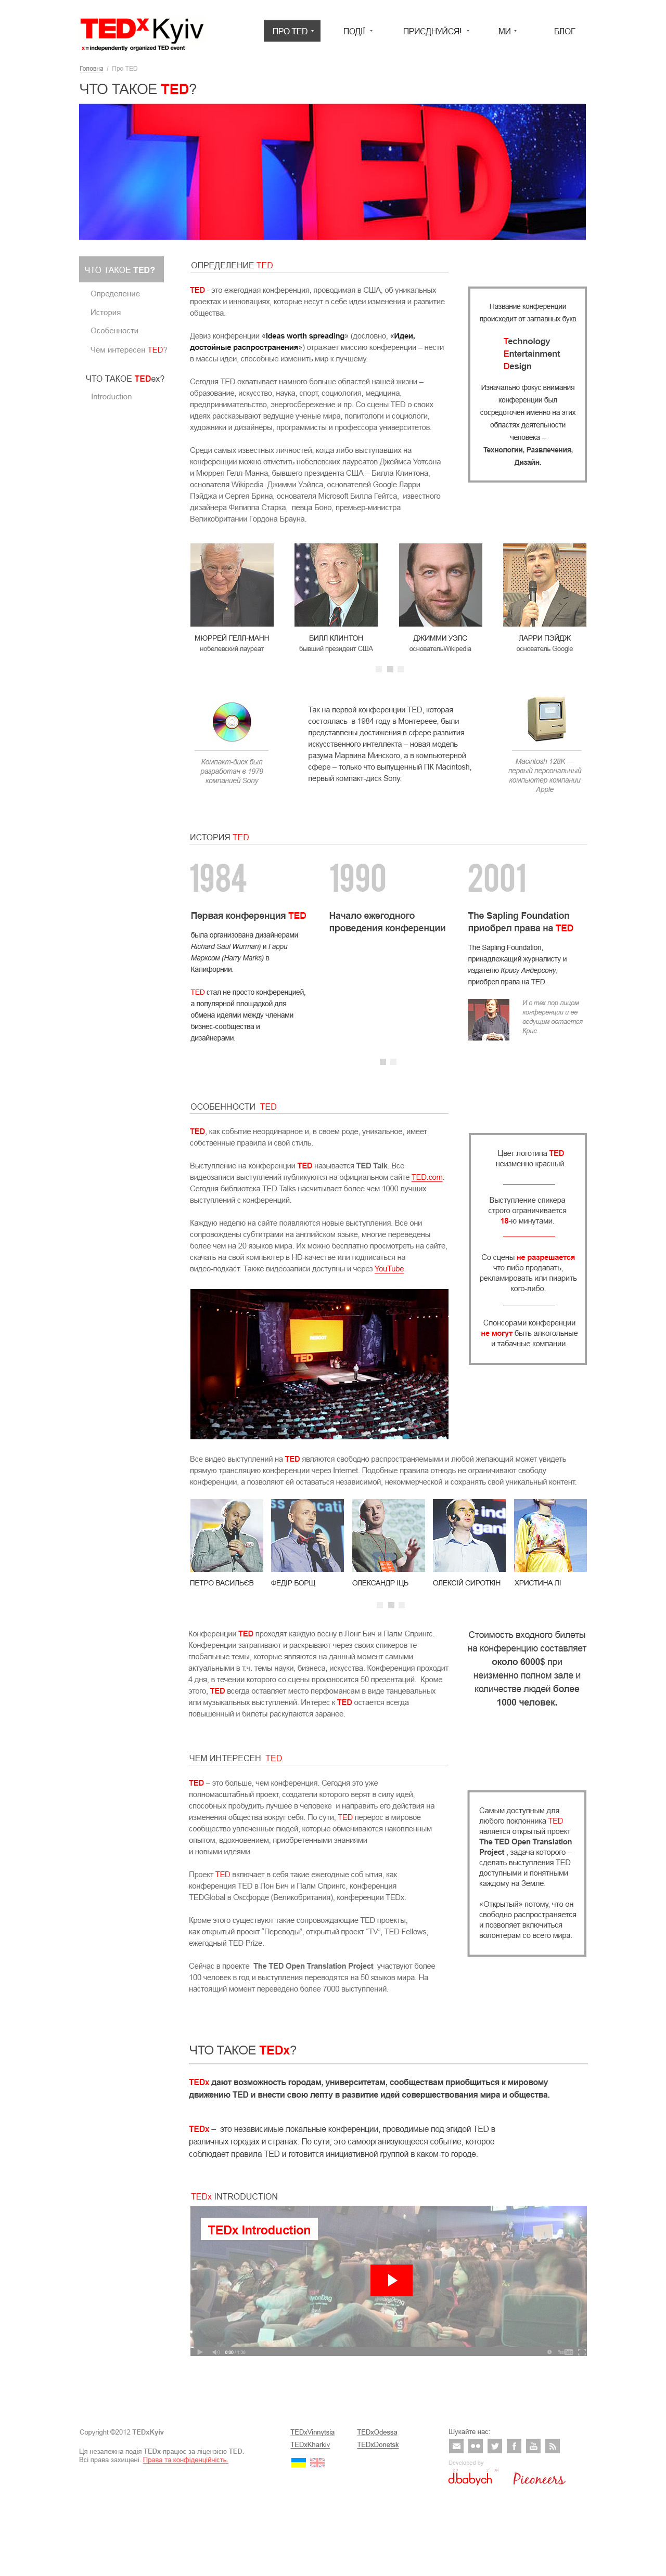 TEDx Kyiv
x = independently organized TED event
ПРО TED
ПОДІЇ
ПРИЄДНУЙСЯ!
МИ
БЛОГ
Головна / Про TED
ЧТО ТАКОЕ TED?
ЧТО ТАКОЕ TED?
Определение
История
Особенности
Чем интересен TED?
ЧТО ТАКОЕ TEDex?
Introduction
ОПРЕДЕЛЕНИЕ TED
TED - это ежегодная конференция, проводимая в США, об уникальных
проектах и инновациях, которые несут в себе идеи изменения и развитие
общества.
Девиз конференции «Ideas worth spreading» (дословно, «Идеи,
достойные распространения») отражает миссию конференции – нести
в массы идеи, способные изменить мир к лучшему.
Сегодня TED охватывает намного больше областей нашей жизни –
образование, искусство, наука, спорт, социология, медицина,
предпринимательство, энергосбережение и пр. Со сцены TED о своих
идеях рассказывают ведущие ученые мира, политологи и социологи,
художники и дизайнеры, программисты и профессора университетов.
Среди самых известных личностей, когда либо выступавших на
конференции можно отметить нобелевских лауреатов Джеймса Уотсона
и Мюррея Гелл-Манна, бывшего президента США – Билла Клинтона,
основателя Wikipedia Джимми Уэйлса, основателей Google Ларри
Пэйджа и Сергея Брина, основателя Microsoft Билла Гейтса, известного
дизайнера Филиппа Старка, певца Боно, премьер-министра
Великобритании Гордона Брауна.
Название конференции
происходит от заглавных букв
Technology
Entertainment
Design
Изначально фокус внимания
конференции был
сосредоточен именно на этих
областях деятельности
человека –
Технологии, Развлечения,
Дизайн.
МЮРРЕЙ ГЕЛЛ-МАНН
нобелевский лауреат
БИЛЛ КЛИНТОН
бывший президент США
ДЖИММИ УЭЛС
основательWikipedia
ЛАРРИ ПЭЙДЖ
основатель Google
Компакт-диск был
разработан в 1979
компанией Sony
Так на первой конференции TED, которая
состоялась в 1984 году в Монтерееe, были
представлены достижения в сфере развития
искусственного интеллекта – новая модель
разума Марвина Минского, а в компьютерной
сфере – только что выпущенный ПК Macintosh,
первый компакт-диск Sony.
Macintosh 128K —
первый персональный
компьютер компании
Apple
ИСТОРИЯ TED
1984
Первая конференция TED
была организована дизайнерами
Richard Saul Wurman) и Гарри
Марксом (Harry Marks) в
Калифорнии.
TED стал не просто конференцией,
а популярной площадкой для
обмена идеями между членами
бизнес-сообщества и
дизайнерами.
1990
Начало ежегодного
проведения конференции
2001
The Sapling Foundation
приобрел права на TED
The Sapling Foundation,
принадлежащий журналисту и
издателю Крису Андерсону,
приобрел права на TED.
И с тех пор лицом
конференции и ее
ведущим остается
Крис.
ОСОБЕННОСТИ TED
TED, как событие неординарное и, в своем роде, уникальное, имеет
собственные правила и свой стиль.
Выступление на конференции TED называется TED Talk. Все
видеозаписи выступлений публикуются на официальном сайте TED.com.
Сегодня библиотека TED Talks насчитывает более чем 1000 лучших
выступлений с конференций.
Каждую неделю на сайте появляются новые выступления. Все они
сопровождены субтитрами на английском языке, многие переведены
более чем на 20 языков мира. Их можно бесплатно просмотреть на сайте,
скачать на свой компьютер в HD-качестве или подписаться на
видео-подкаст. Также видеозаписи доступны и через YouTube.
Цвет логотипа TED
неизменно красный.
Выступление спикера
строго ограничивается
18-ю минутами.
Со сцены не разрешается
что либо продавать,
рекламировать или пиарить
кого-либо.
Спонсорами конференции
не могут быть алкогольные
и табачные компании.
TED
Все видео выступлений на TED являются свободно распространяемыми и любой желающий может увидеть
прямую трансляцию конференции через Internet. Подобные правила отнюдь не ограничивают свободу
конференции, а позволяют ей оставаться независимой, некоммерческой и сохранять свой уникальный контент.
ПЕТРО ВАСИЛЬЄВ
ФЕДІР БОРЩ
ОЛЕКСАНДР ІЦЬ
ОЛЕКСІЙ СИРОТКІН
ХРИСТИНА ЛІ
Конференции TED проходят каждую весну в Лонг Бич и Палм Спрингс.
Конференции затрагивают и раскрывают через своих спикеров те
глобальные темы, которые являются на данный момент самыми
актуальными в т.ч. темы науки, бизнеса, искусства. Конференция проходит
4 дня, в течении которого со сцены произносится 50 презентаций. Кроме
этого, TED всегда оставляет место перфомансам в виде танцевальных
или музыкальных выступлений. Интерес к TED остается всегда
повышенный и билеты раскупаются заранее.
Стоимость входного билеты
на конференцию составляет
около 6000$ при
неизменно полном зале и
количестве людей более
1000 человек.
ЧЕМ ИНТЕРЕСЕН TED
TED – это больше, чем конференция. Сегодня это уже
полномасштабный проект, создатели которого верят в силу идей,
способных пробудить лучшее в человеке и направить его действия на
изменения общества вокруг себя. По сути, TED перерос в мировое
сообщество увлеченных людей, которые обмениваются накопленным
опытом, вдохновением, приобретенными знаниями
и новыми идеями.
Проект TED включает в себя такие ежегодные соб ытия, как
конференция TED в Лон Бич и Палм Спрингс, конференция
TEDGlobal в Оксфорде (Великобритания), конференции TEDx.
Кроме этого существуют такие сопровождающие TED проекты,
как открытый проект "Переводы", открытый проект "TV", TED Fellows,
ежегодный TED Prize.
Сейчас в проекте The TED Open Translation Project участвуют более
100 человек в год и выступления переводятся на 50 языков мира. На
настоящий момент переведено более 7000 выступлений.
Самым доступным для
любого поклонника TED
является открытый проект
The TED Open Translation
Project , задача которого –
сделать выступления TED
доступными и понятными
каждому на Земле.
«Открытый» потому, что он
свободно распространяется
и позволяет включиться
волонтерам со всего мира.
ЧТО ТАКОЕ TEDx?
TEDx дают возможность городам, университетам, сообществам приобщиться к мировому
движению TED и внести свою лепту в развитие идей совершествования мира и общества.
TEDx – это независимые локальные конференции, проводимые под эгидой TED в
различных городах и странах. По сути, это самоорганизующееся событие, которое
соблюдает правила TED и готовится инициативной группой в каком-то городе.
TEDx INTRODUCTION
TEDx Introduction
Copyright ©2012 TEDxKyiv
Ця незалежна подія TEDx працює за ліцензією TED.
Всі права захищені. Права та конфіденційність.
TEDxVinnytsia
TEDxKharkiv
TEDxOdessa
TEDxDonetsk
Шукайте нас:
Developed by
d.babych
Pieoneers